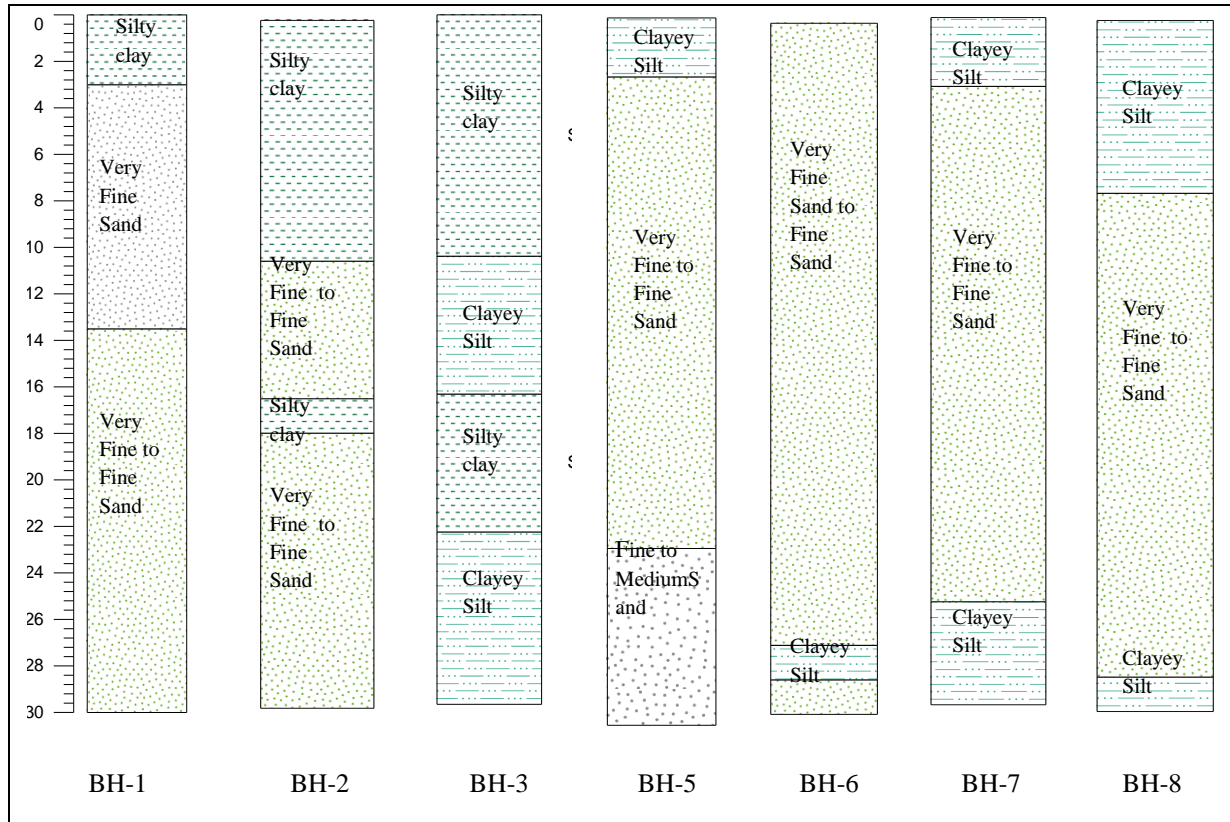 0
2
4
6
8
10
12
14
16
18
20
22
24
26
28
30
Silty
clay
Very
Fine
Sand
Very
Fine to
Fine
Sand
BH-1
Silty
clay
Very
Fine to
Fine
Sand
Silty
clay
Very
Fine to
Fine
Sand
BH-2
Silty
clay
Clayey
Silt
Silty
clay
Clayey
Silt
BH-3
Clayey
Silt
Very
Fine to
Fine
Sand
Fine to
MediumS
and
BH-5
Very
Fine
Sand to
Fine
Sand
Clayey
Silt
BH-6
Clayey
Silt
Very
Fine to
Fine
Sand
Clayey
Silt
BH-7
Clayey
Silt
Very
Fine to
Fine
Sand
Clayey
Silt
BH-8